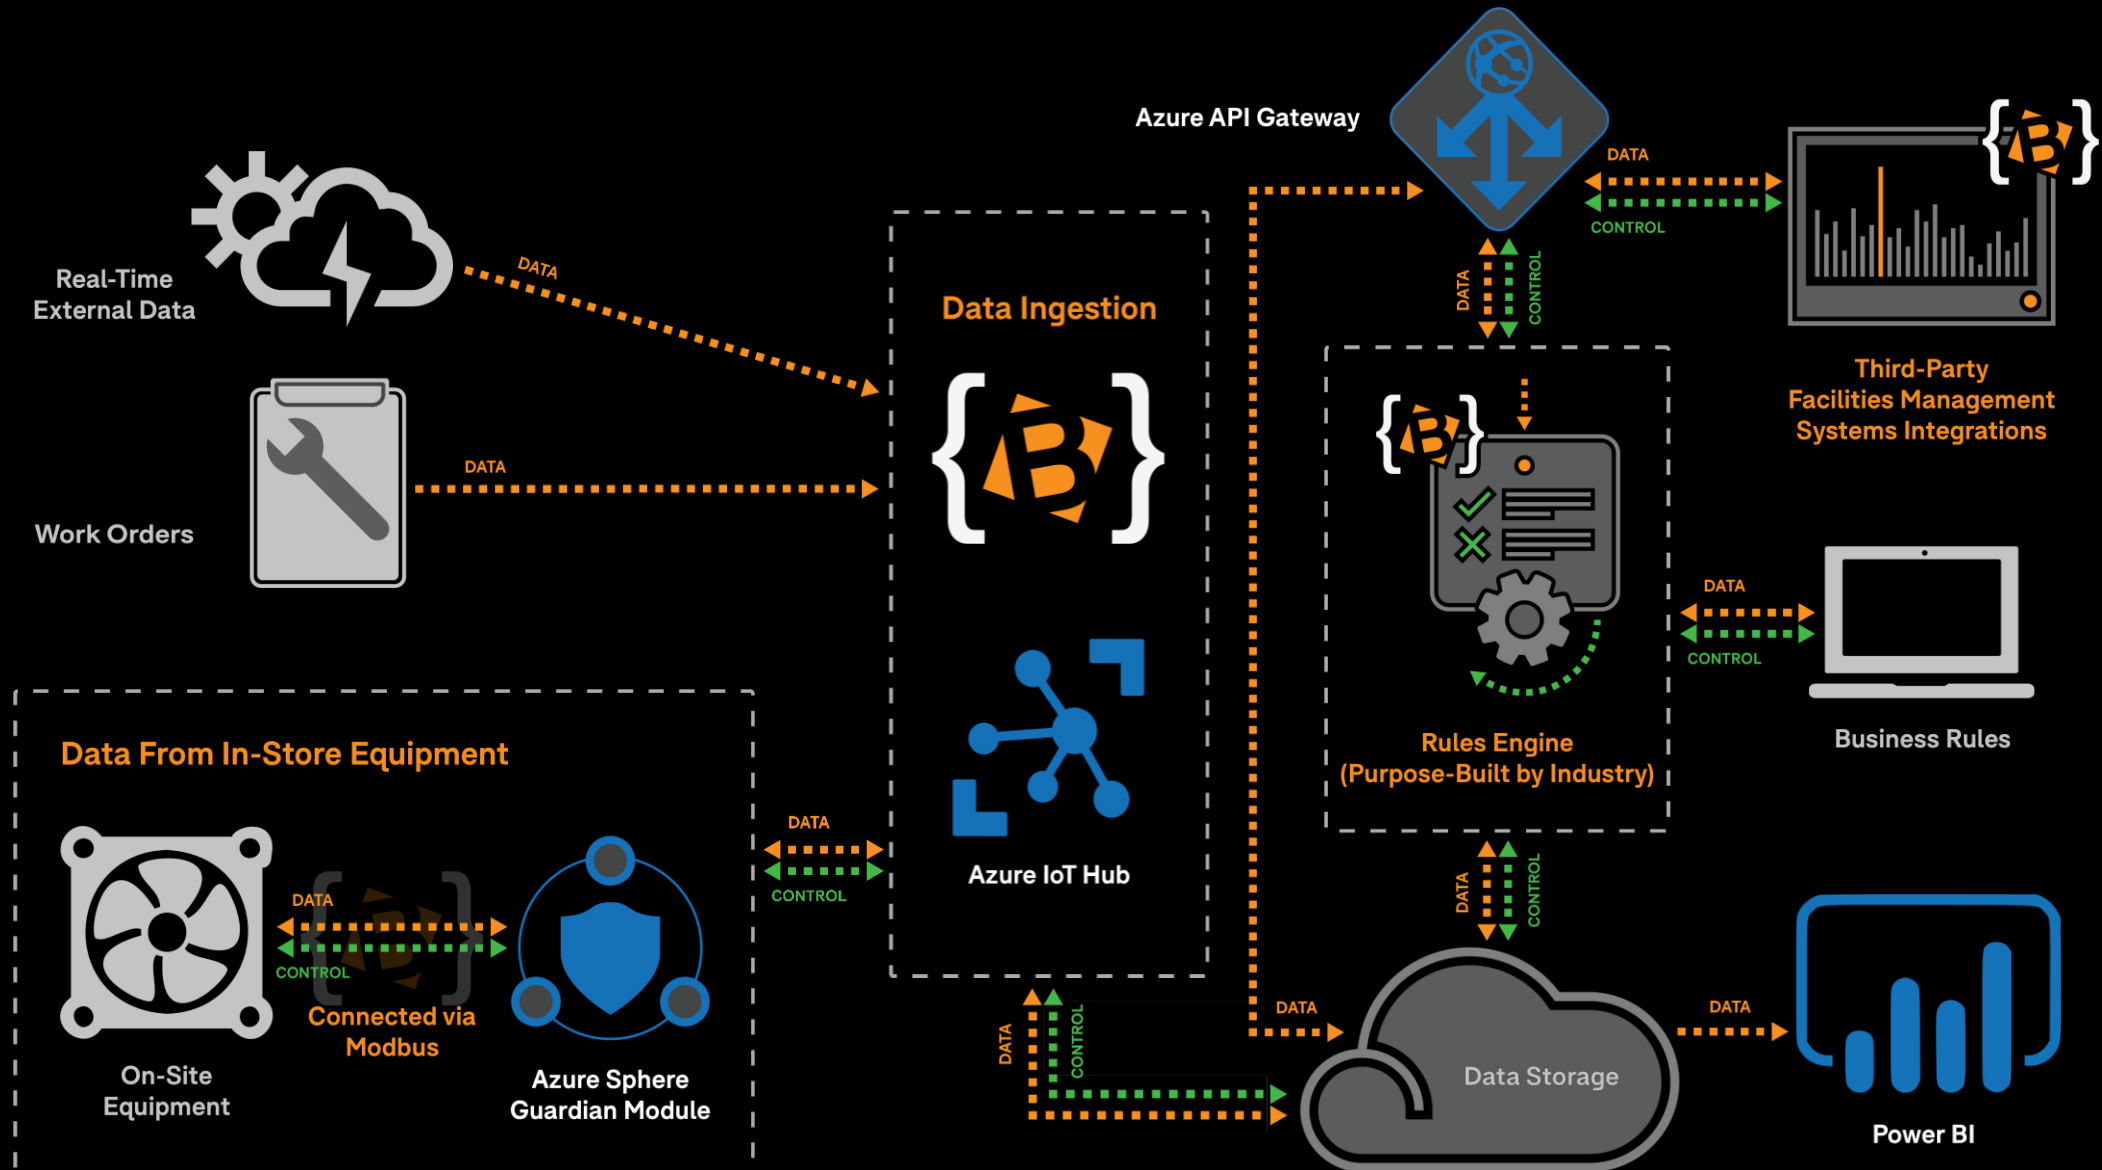 Azure API Gateway
DATA
CONTROL
DATA
CONTROL
B
Third-Party
Facilities Management
Systems Integrations
Real-Time
External Data
DATA
Work Orders
DATA
Data Ingestion
B
Azure IoT Hub
B
Rules Engine
(Purpose-Built by Industry)
DATA
CONTROL
Business Rules
Data From In-Store Equipment
DATA
CONTROL
B
Connected via
Modbus
On-Site
Equipment
Azure Sphere
Guardian Module
DATA
CONTROL
DATA
CONTROL
DATA
CONTROL
DATA
Data Storage
DATA
Power BI